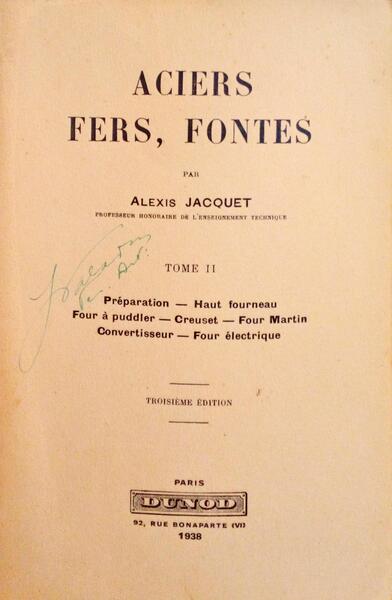 ACIERS
FERS, FONTES
PAR
ALEXIS JACQUET
PROFESSEUR HONORAIRE DE L'ENSEIGNEMENT TECHNIQUE
TOME II
Préparation — Haut fourneau
Four à puddler — Creuset — Four Martin
Convertisseur — Four électrique
TROISIÈME ÉDITION
PARIS
DUNOD
92, RUE BONAPARTE (VI)
1938